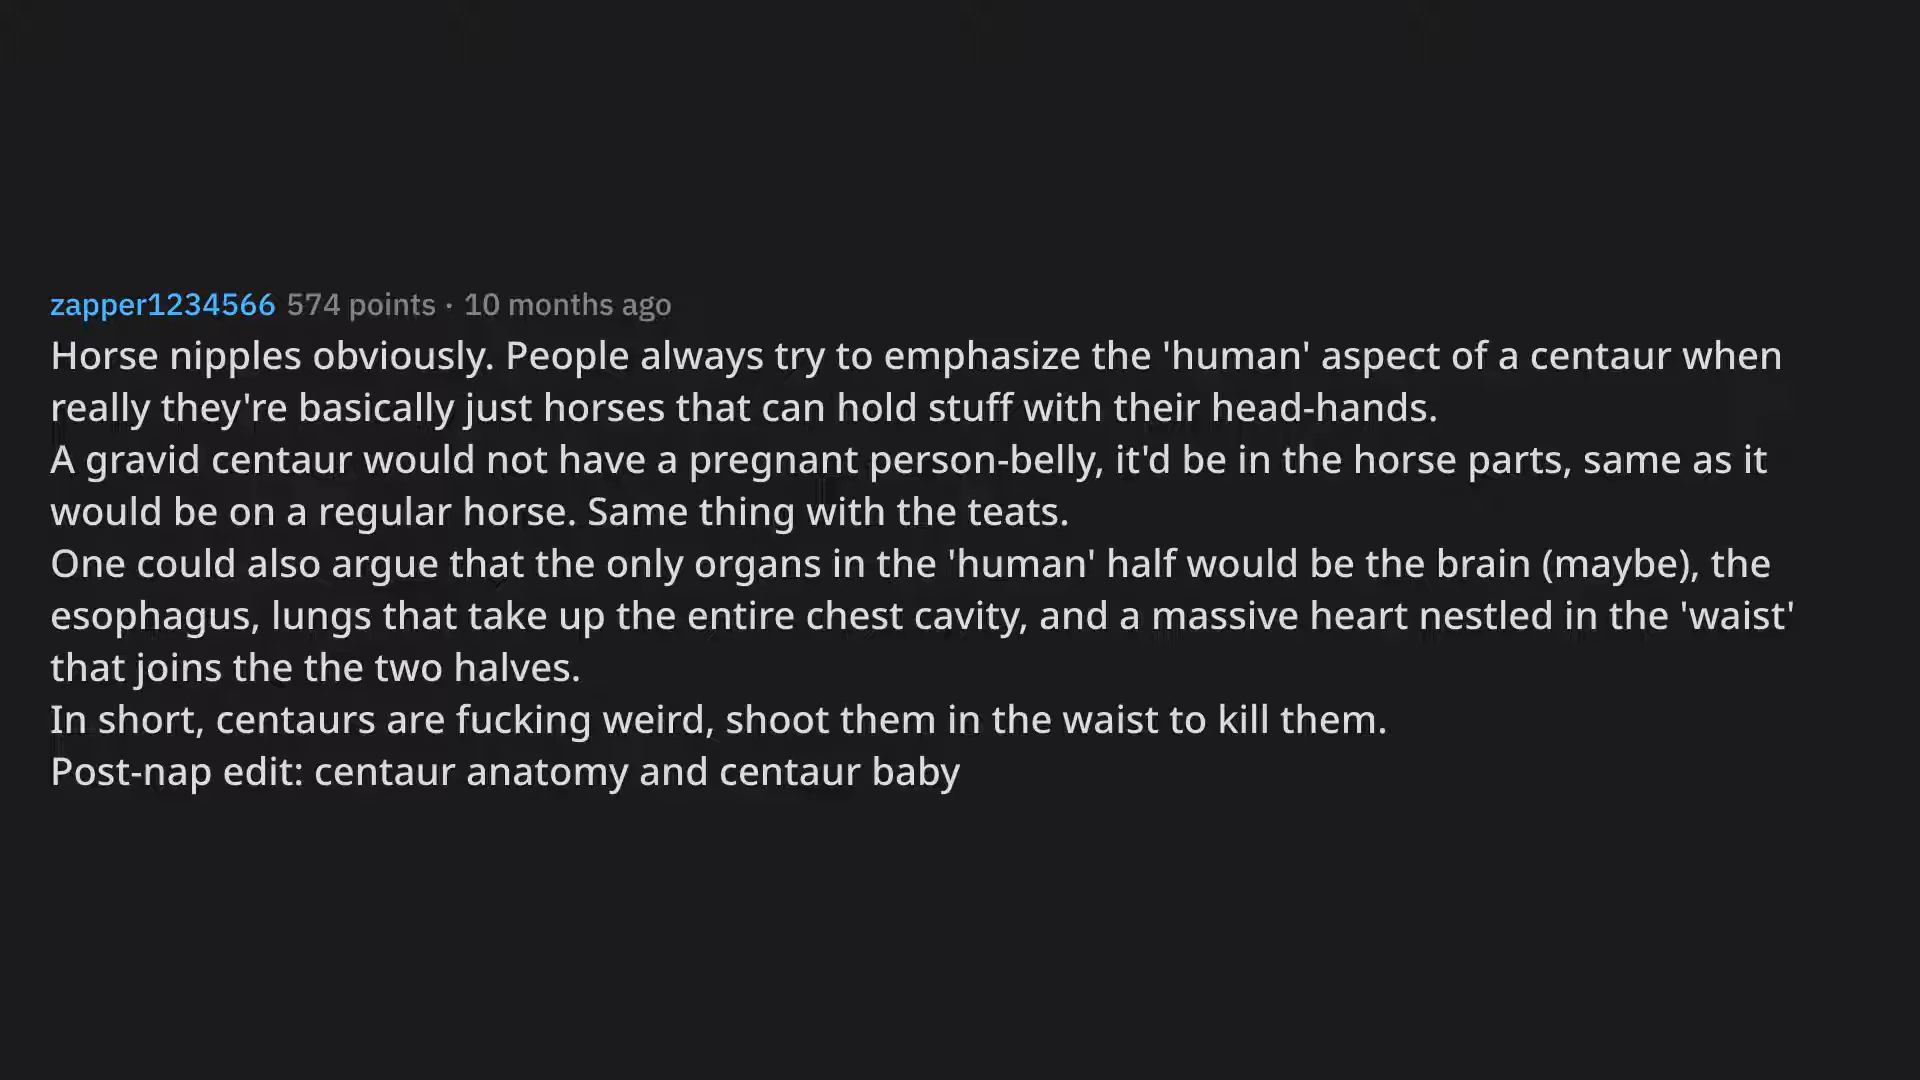 zapper1234566 574 points · 10 months ago
Horse nipples obviously. People always try to emphasize the 'human' aspect of a centaur when
really they're basically just horses that can hold stuff with their head-hands.
A gravid centaur would not have a pregnant person-belly, it'd be in the horse parts, same as it
would be on a regular horse. Same thing with the teats.
One could also argue that the only organs in the 'human' half would be the brain (maybe), the
esophagus, lungs that take up the entire chest cavity, and a massive heart nestled in the 'waist'
that joins the the two halves.
In short, centaurs are fucking weird, shoot them in the waist to kill them.
Post-nap edit: centaur anatomy and centaur baby